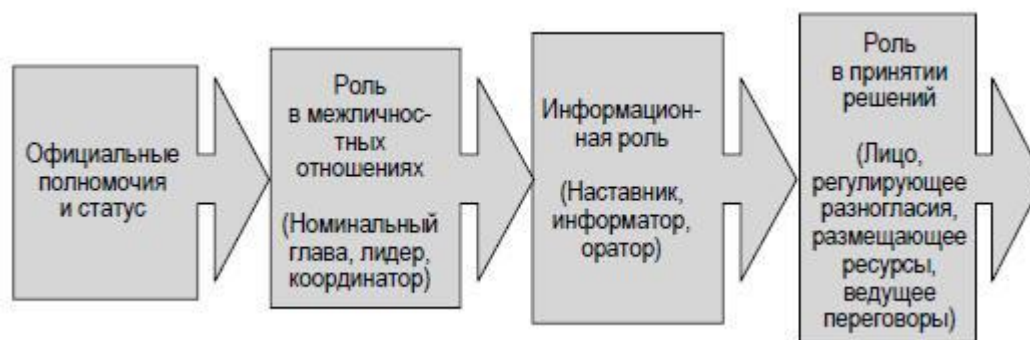 Официальные
полномочия
и статус
Роль
в межличнос-
тных
отношениях
(Номинальный
глава, лидер,
координатор)
Информацион-
ная роль
(Наставник,
информатор,
оратор)
Роль
в принятии
решений
(Лицо,
регулирующее
разногласия,
размещающее
ресурсы,
ведущее
переговоры)